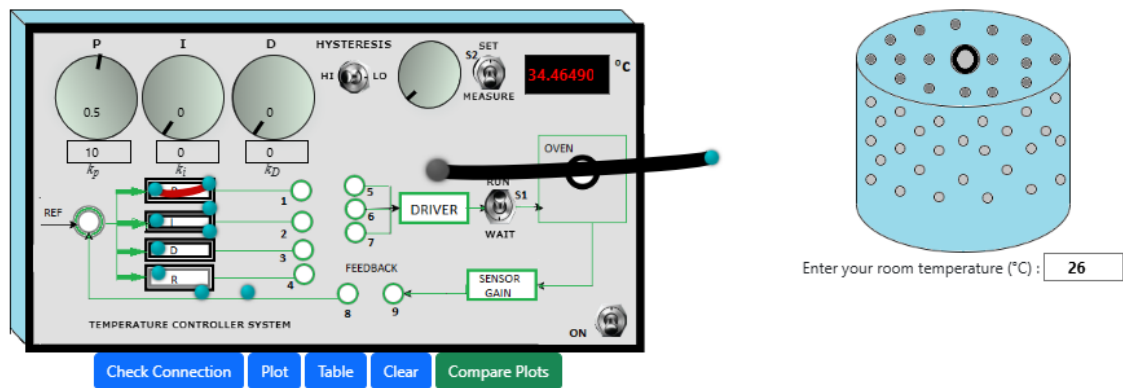 P I D
HYSTERESIS
HI LO
SET
S2
MEASURE
34.46490 °C
0.5 0 0
10 0 0
kp ki kD
REF
A
I
D
R
1
2
3
4
5
6
7
DRIVER
RUN
S1
WAIT
OVEN
FEEDBACK
8
9
SENSOR
GAIN
TEMPERATURE CONTROLLER SYSTEM
ON
Check Connection Plot Table Clear Compare Plots
Enter your room temperature (°C) : 26